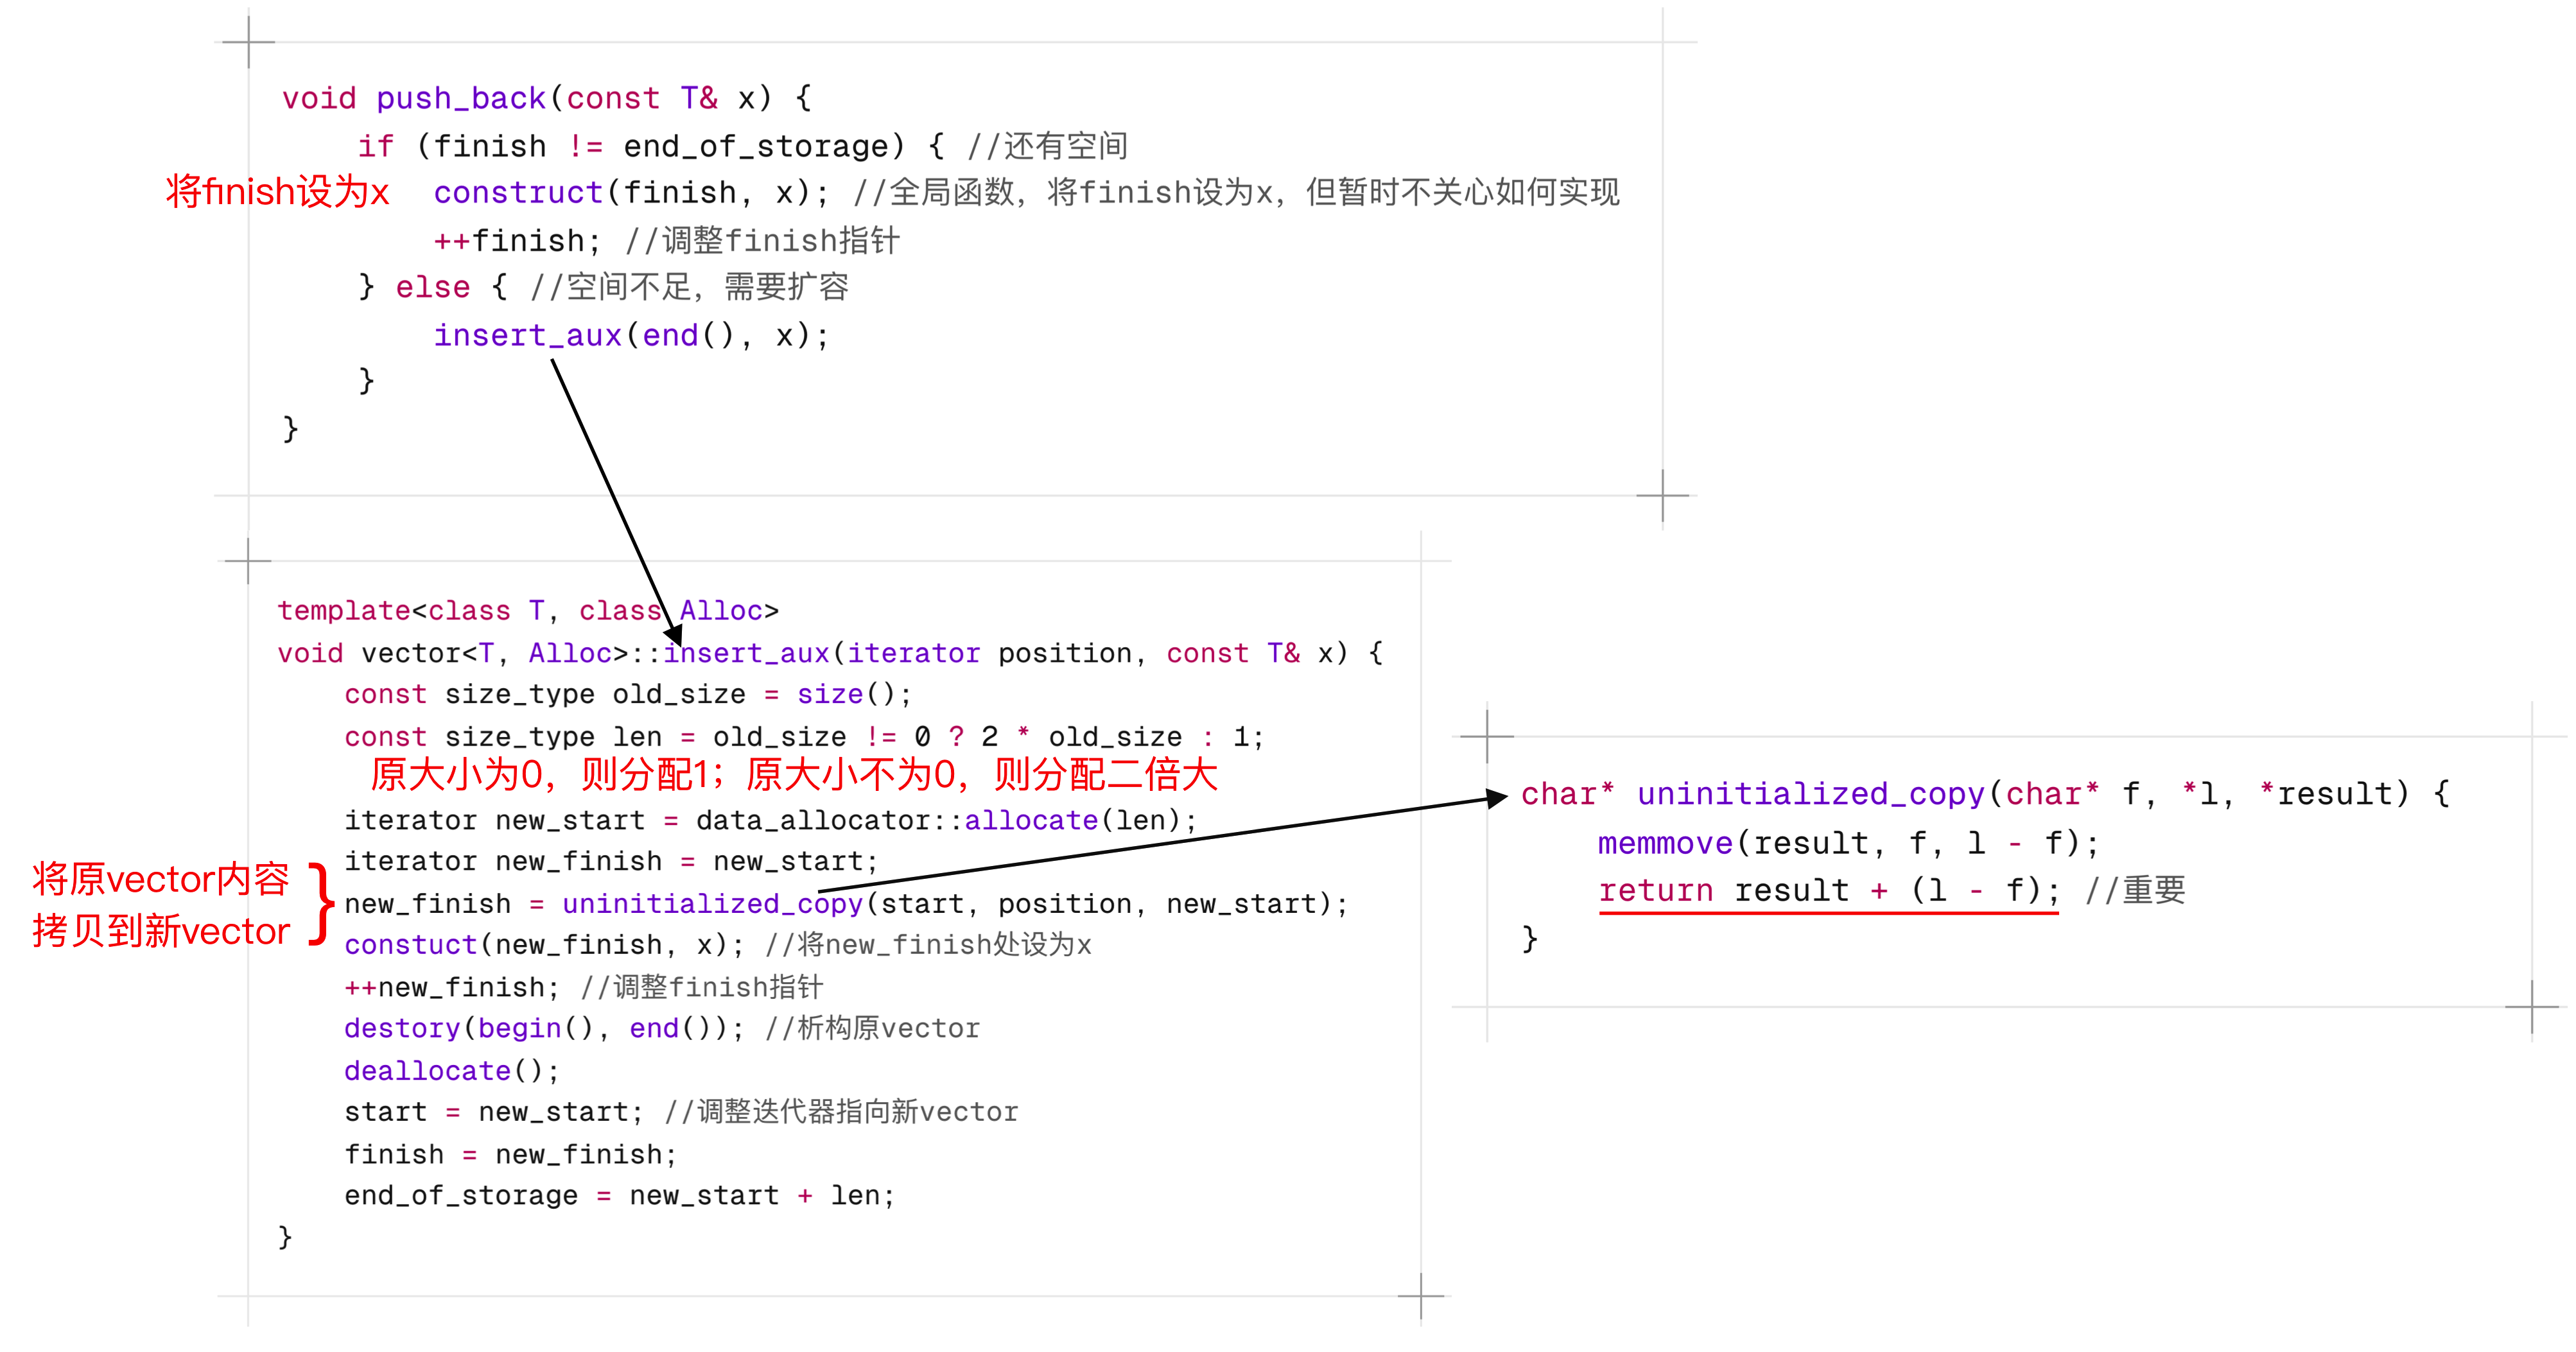 void push_back(const T& x) {
if (finish != end_of_storage) { //还有空间
将finish设为x
construct(finish, x); //全局函数，将finish设为x，但暂时不关心如何实现
++finish; //调整finish指针
} else { //空间不足，需要扩容
insert_aux(end(), x);
}
}
template<class T, class Alloc>
void vector<T, Alloc>::insert_aux(iterator position, const T& x) {
const size_type old_size = size();
const size_type len = old_size != 0 ? 2 * old_size : 1;
原大小为0，则分配1；原大小不为0，则分配二倍大
iterator new_start = data_allocator::allocate(len);
iterator new_finish = new_start;
将原vector内容
拷贝到新vector
new_finish = uninitialized_copy(start, position, new_start);
constuct(new_finish, x); //将new_finish处设为x
++new_finish; //调整finish指针
destory(begin(), end()); //析构原vector
deallocate();
start = new_start; //调整迭代器指向新vector
finish = new_finish;
end_of_storage = new_start + len;
}
char* uninitialized_copy(char* f, *l, *result) {
memmove(result, f, l - f);
return result + (l - f); //重要
}